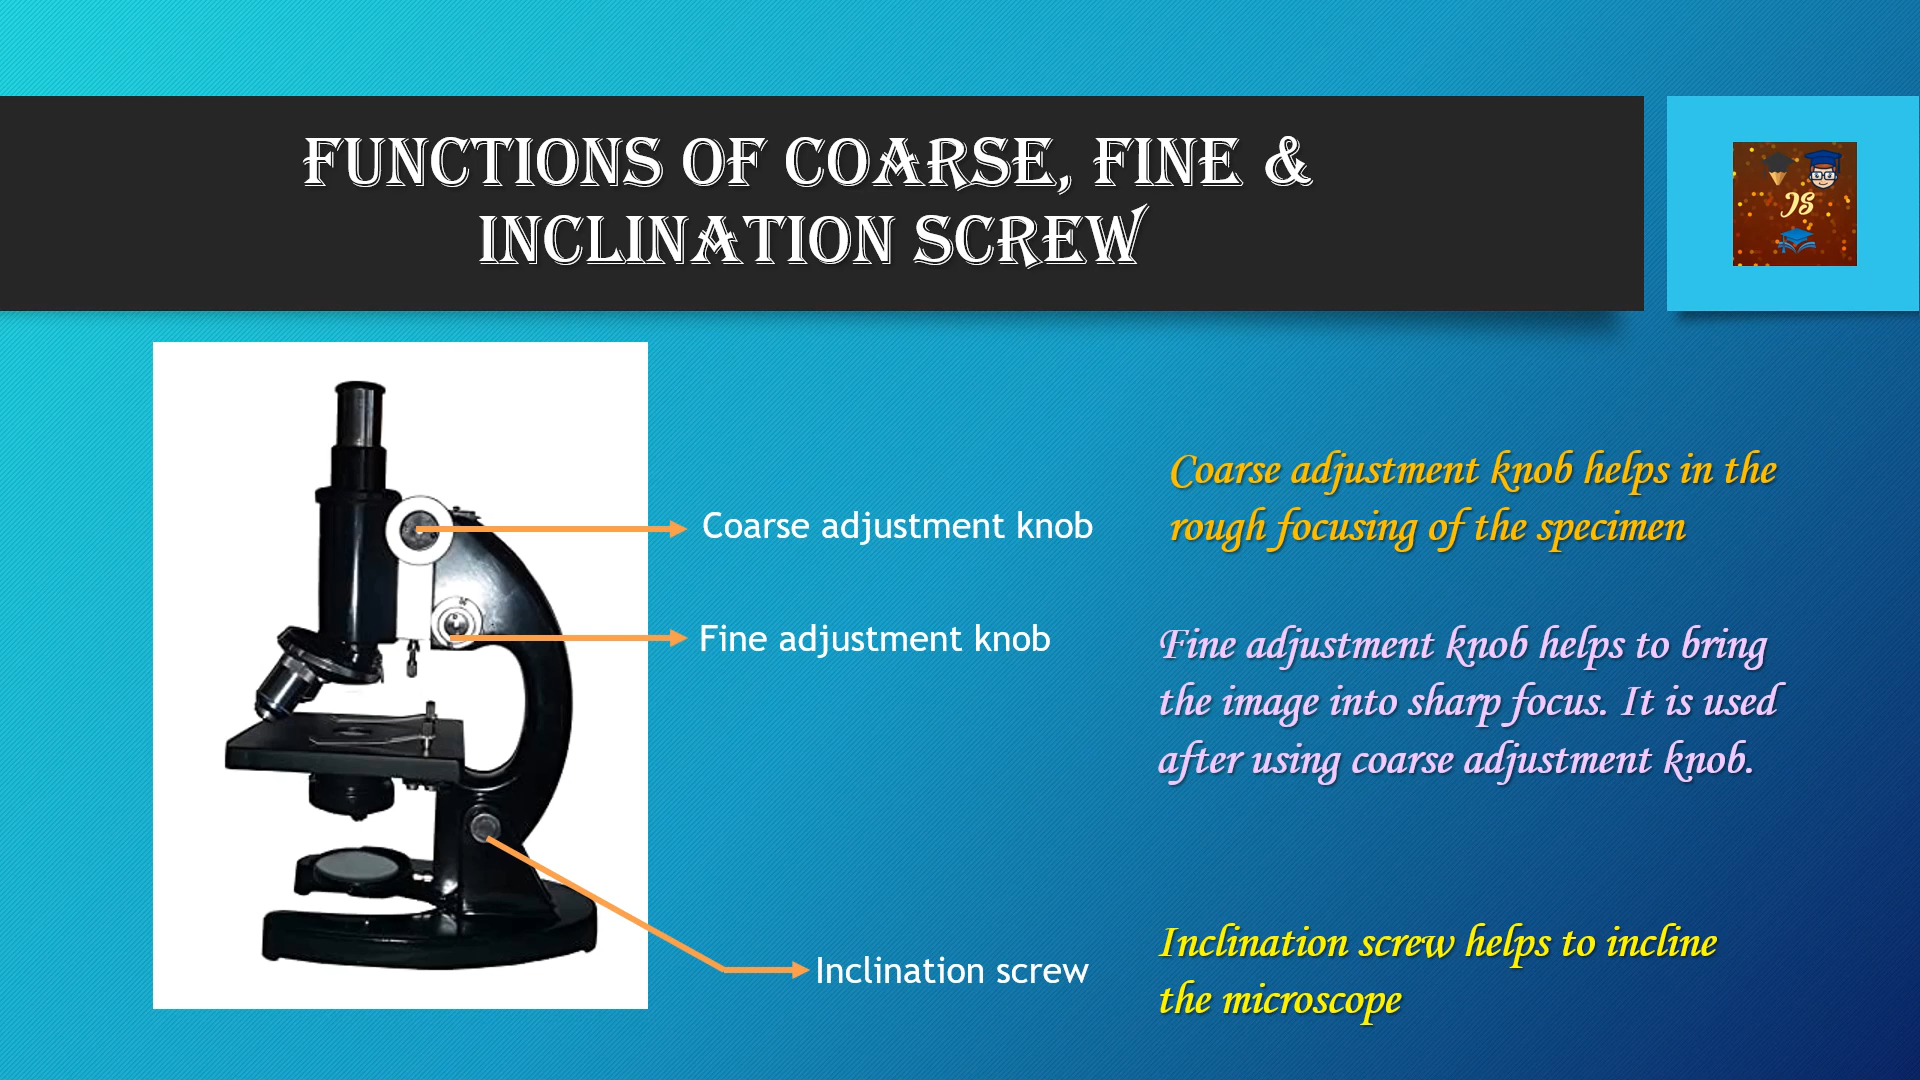 FUNCTIONS OF COARSE, FINE &
INCLINATION SCREW
JS
Coarse adjustment knob
Coarse adjustment knob helps in the
rough focusing of the specimen
Fine adjustment knob
Fine adjustment knob helps to bring
the image into sharp focus. It is used
after using coarse adjustment knob.
Inclination screw
Inclination screw helps to incline
the microscope